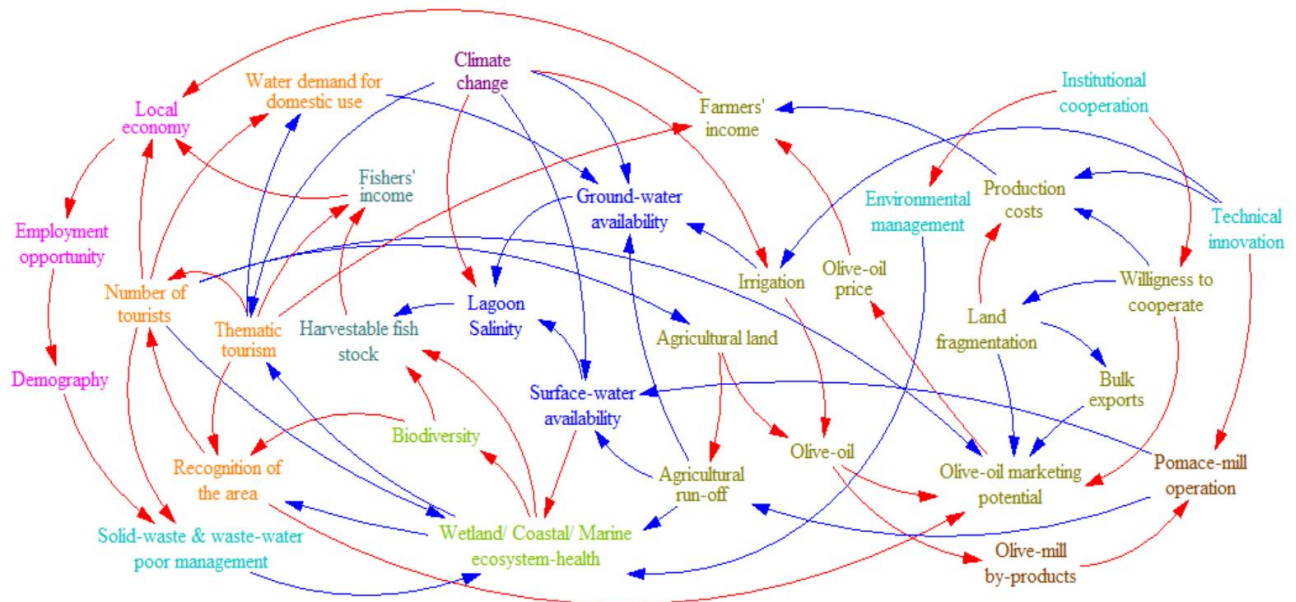 Climate
change
Water demand for
domestic use
Institutional
cooperation
Local
economy
Farmers'
income
Fishers'
income
Ground-water
availability
Environmental
management
Production
costs
Technical
innovation
Employment
opportunity
Number of
tourists
Thematic
tourism
Harvestable fish
stock
Lagoon
Salinity
Irrigation
Olive-oil
price
Willigness to
cooperate
Agricultural land
Land
fragmentation
Demography
Surface-water
availability
Bulk
exports
Biodiversity
Recognition of
the area
Agricultural
run-off
Olive-oil
Olive-oil marketing
potential
Pomace-mill
operation
Solid-waste & waste-water
poor management
Wetland/ Coastal/ Marine
ecosystem-health
Olive-mill
by-products